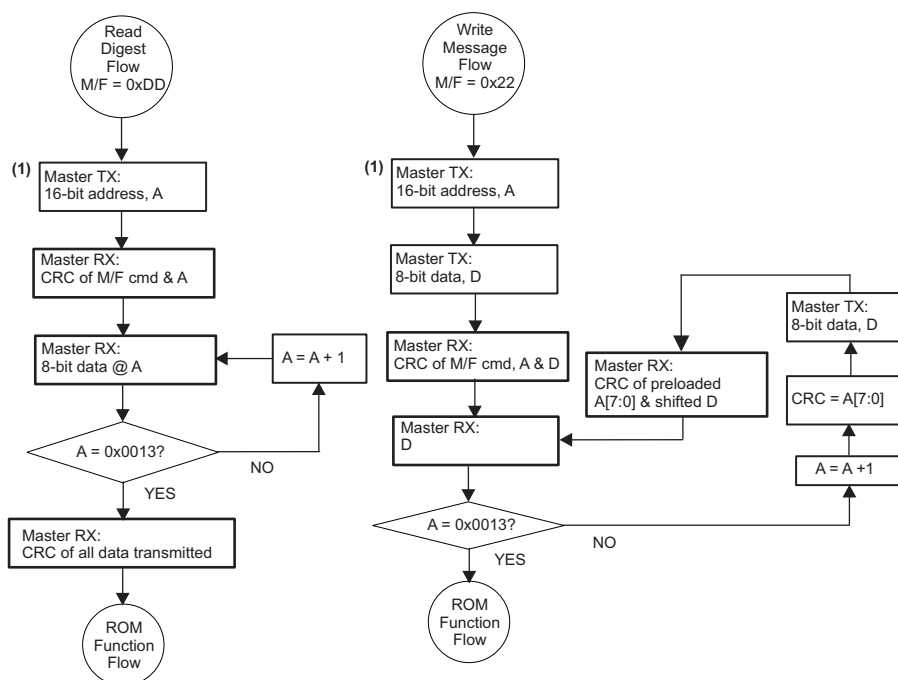 Read
Digest
Flow
M/F = 0xDD
(1)
Master TX:
16-bit address, A
Master RX:
CRC of M/F cmd & A
Master RX:
8-bit data @ A
A = A + 1
A = 0x0013?
NO
YES
Master RX:
CRC of all data transmitted
ROM
Function
Flow
Write
Message
Flow
M/F = 0x22
(1)
Master TX:
16-bit address, A
Master TX:
8-bit data, D
Master RX:
CRC of M/F cmd, A & D
Master RX:
D
A = 0x0013?
NO
YES
ROM
Function
Flow
A = A +1
CRC = A[7:0]
Master TX:
8-bit data, D
Master RX:
CRC of preloaded
A[7:0] & shifted D